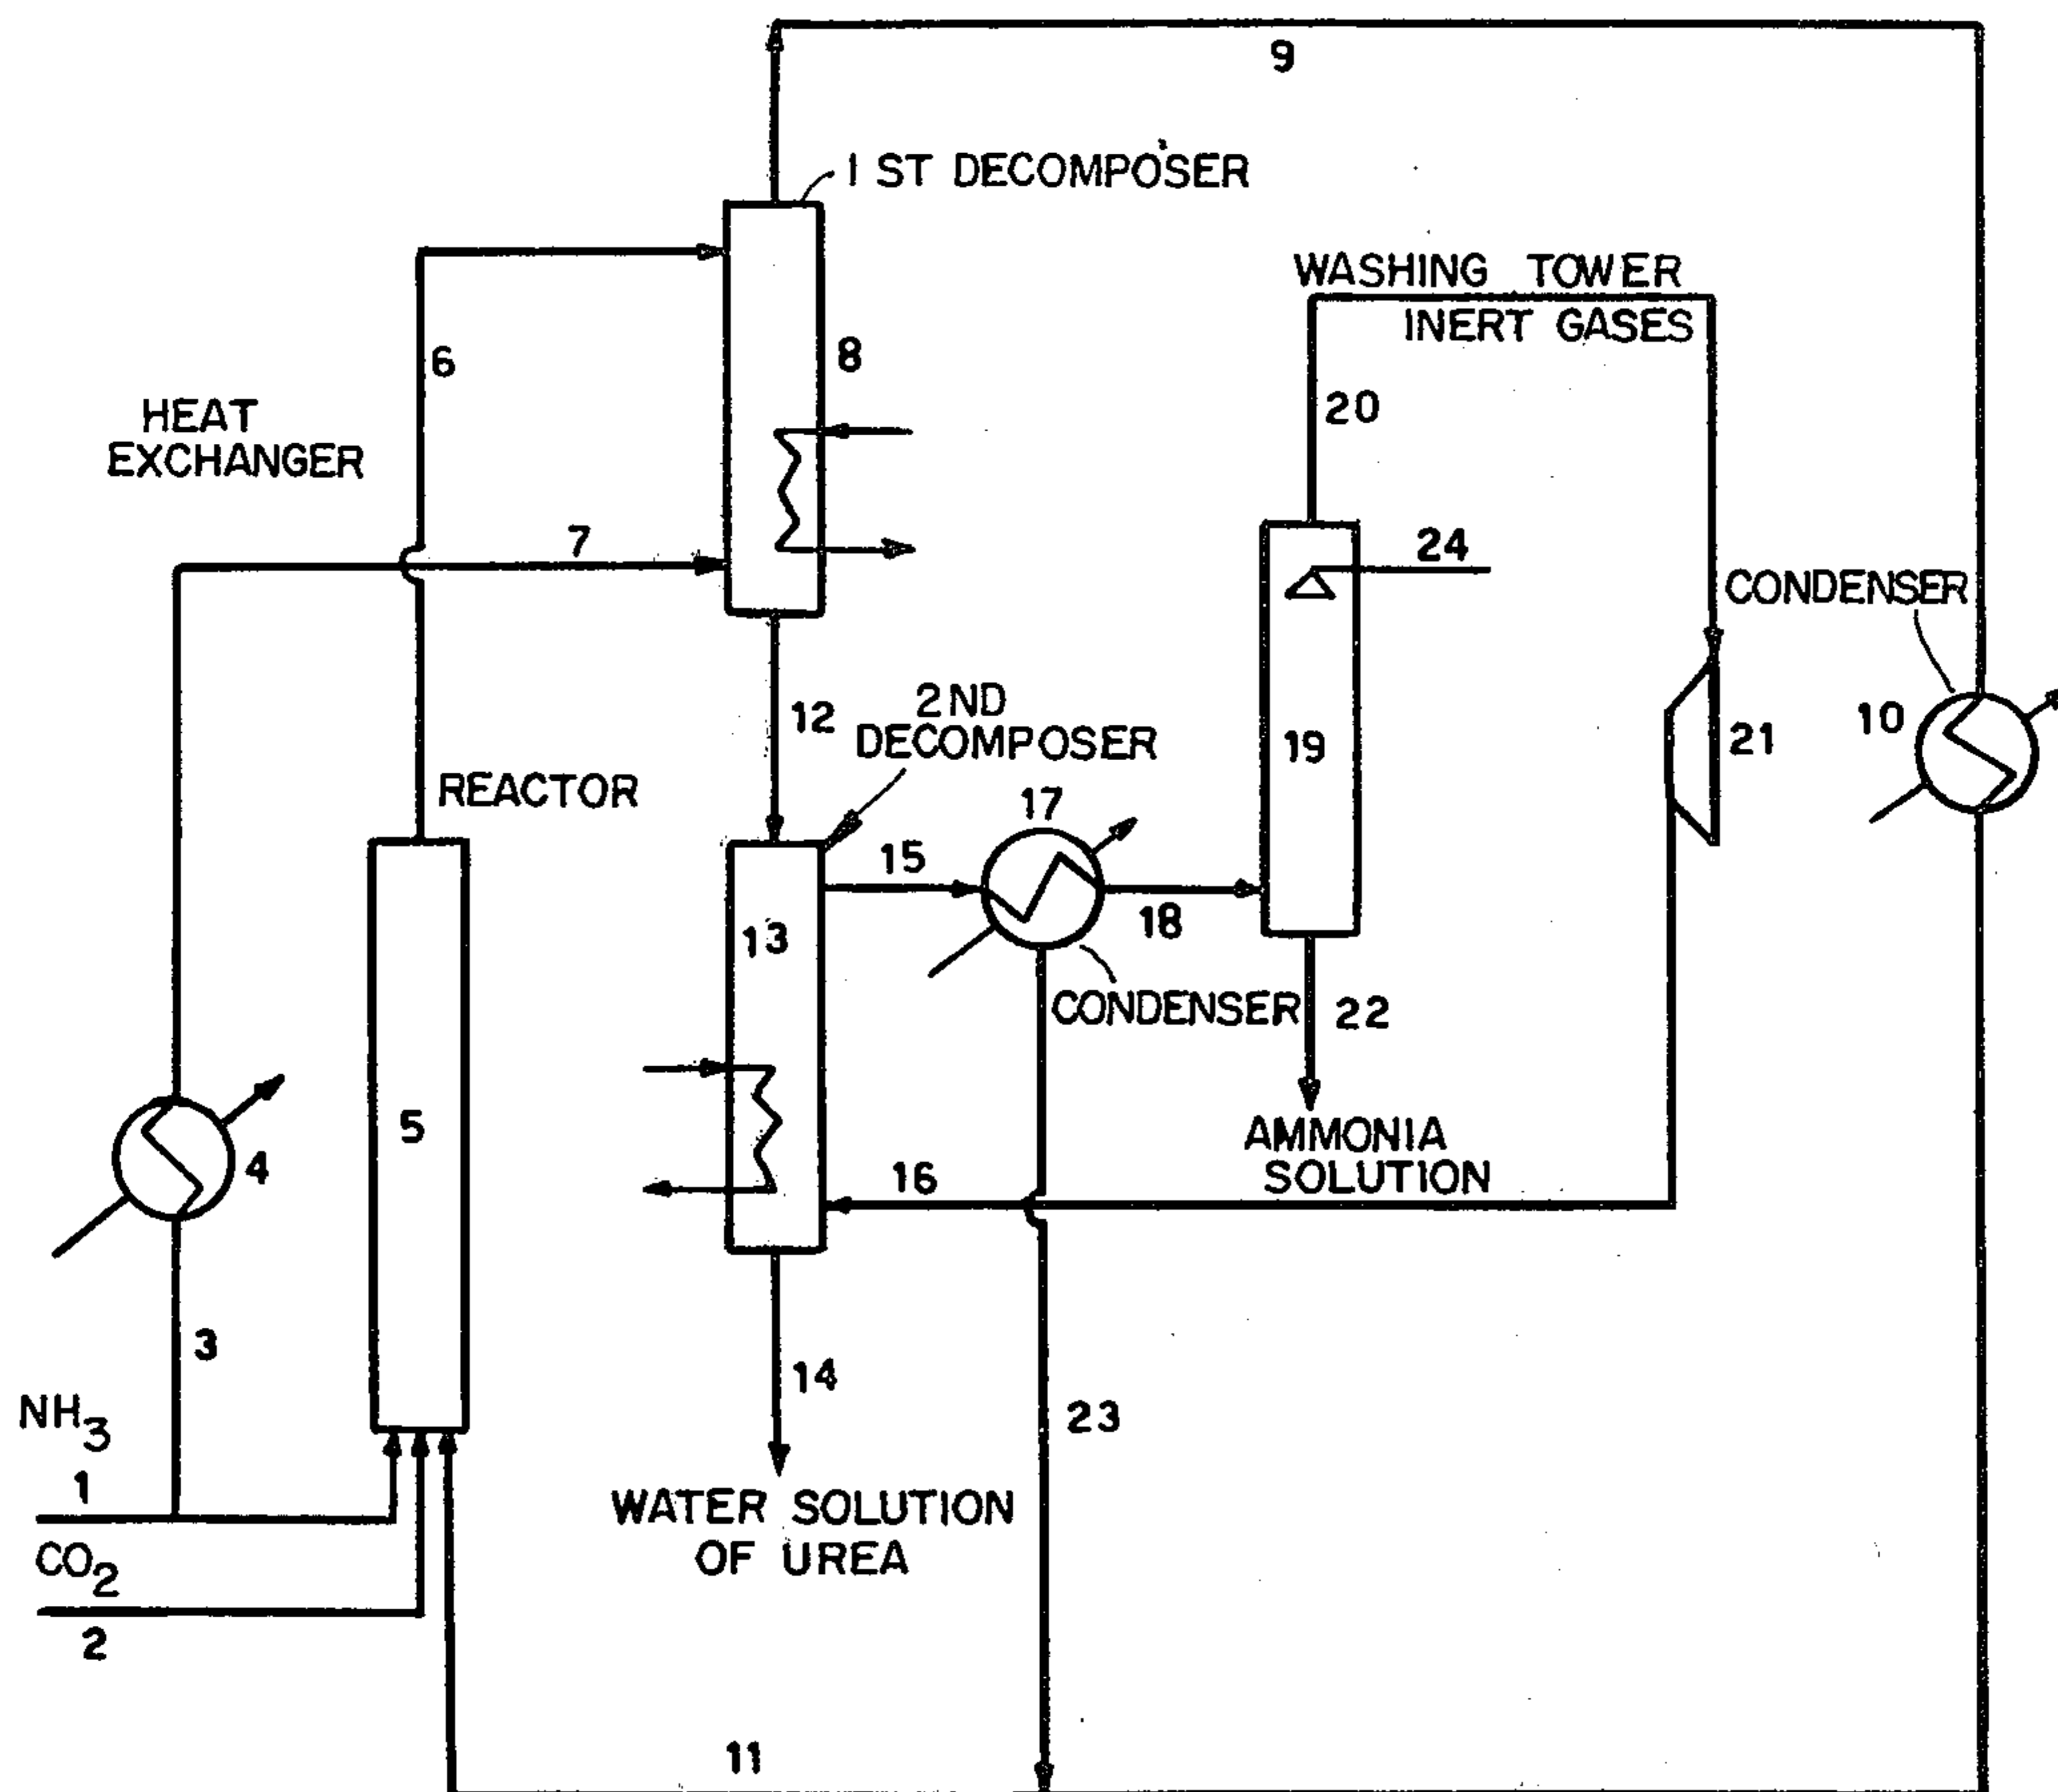 9
1 ST DECOMPOSER
WASHING TOWER
INERT GASES
6
8
20
HEAT
EXCHANGER
7
24
CONDENSER
12
2ND
DECOMPOSER
10
19
21
REACTOR
17
15
13
18
CONDENSER
22
5
AMMONIA
SOLUTION
4
16
3
14
NH3
23
1
WATER SOLUTION
OF UREA
CO2
2
11